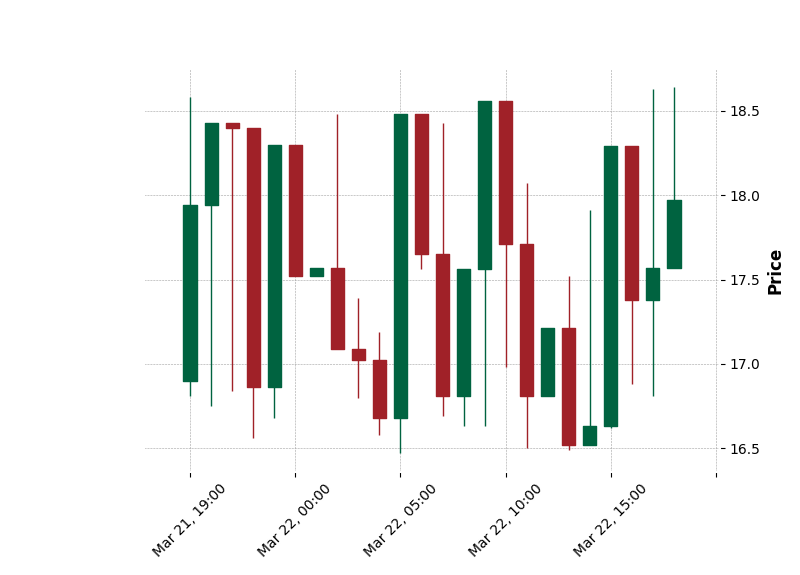 18.5
18.0
17.5
17.0
16.5
Price
Mar 21, 19:00
Mar 22, 00:00
Mar 22, 05:00
Mar 22, 10:00
Mar 22, 15:00